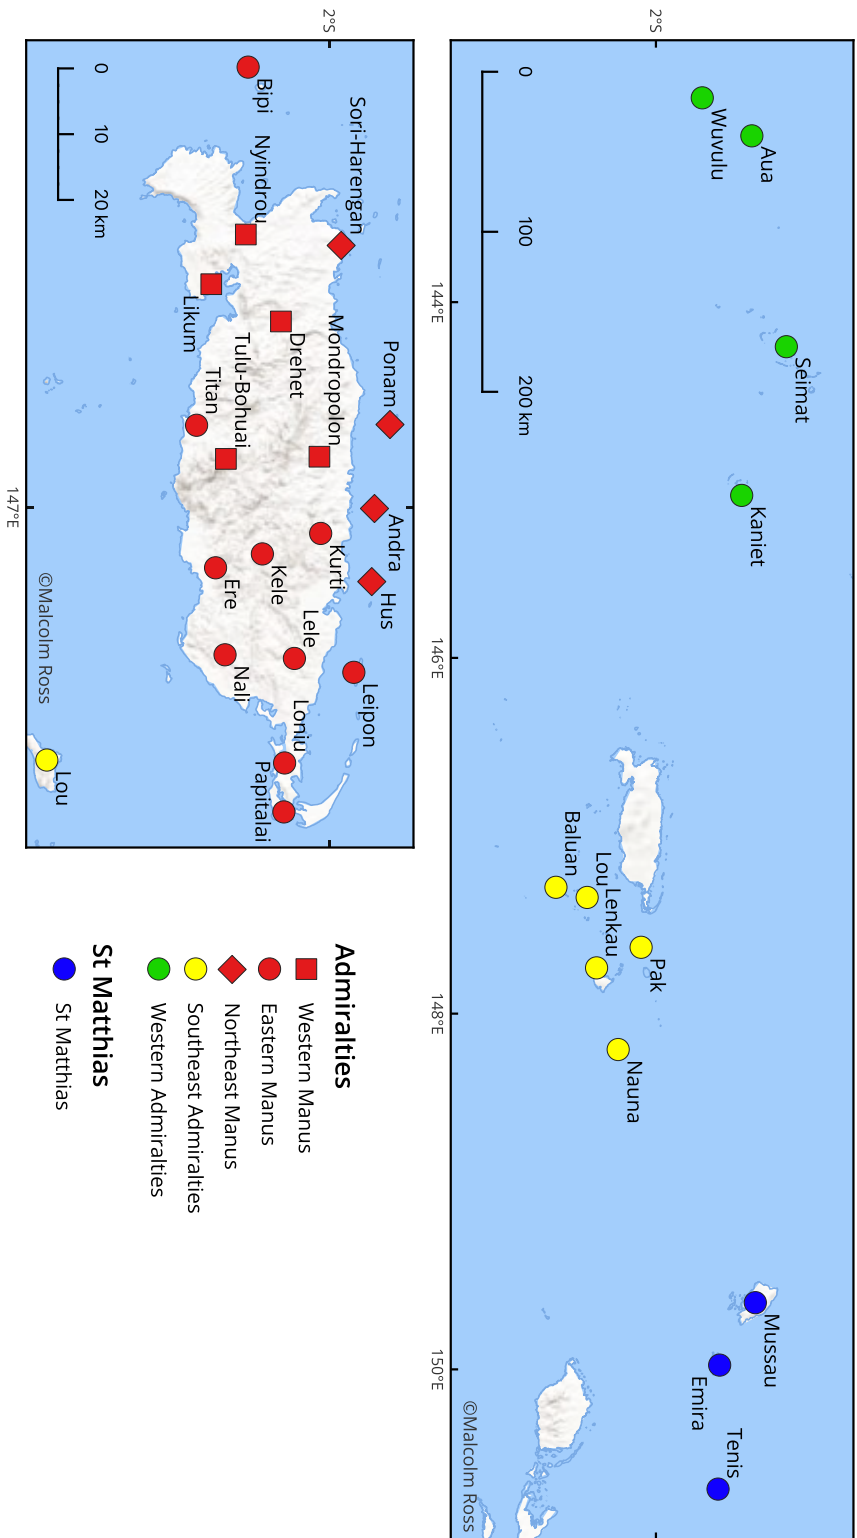 2°S
Wuvulu
Aua
Seimat
Kaniet
Baluan
Lou
Lenkau
Pak
Nauna
Mussau
Emira
Tenis
0
100
200 km
144°E
146°E
148°E
150°E
©Malcolm Ross
2°S
Bipi
Sori-Harengan
Nyindrou
Likum
Drehet
Mondropolon
Ponam
Tulu-Bohuai
Titan
Andra
Hus
Kurti
Kele
Ere
Lele
Nali
Leipon
Loniu
Papitalai
Lou
0
10
20 km
147°E
©Malcolm Ross
Admiralties
Western Manus
Eastern Manus
Northeast Manus
Southeast Admiralties
Western Admiralties
St Matthias
St Matthias